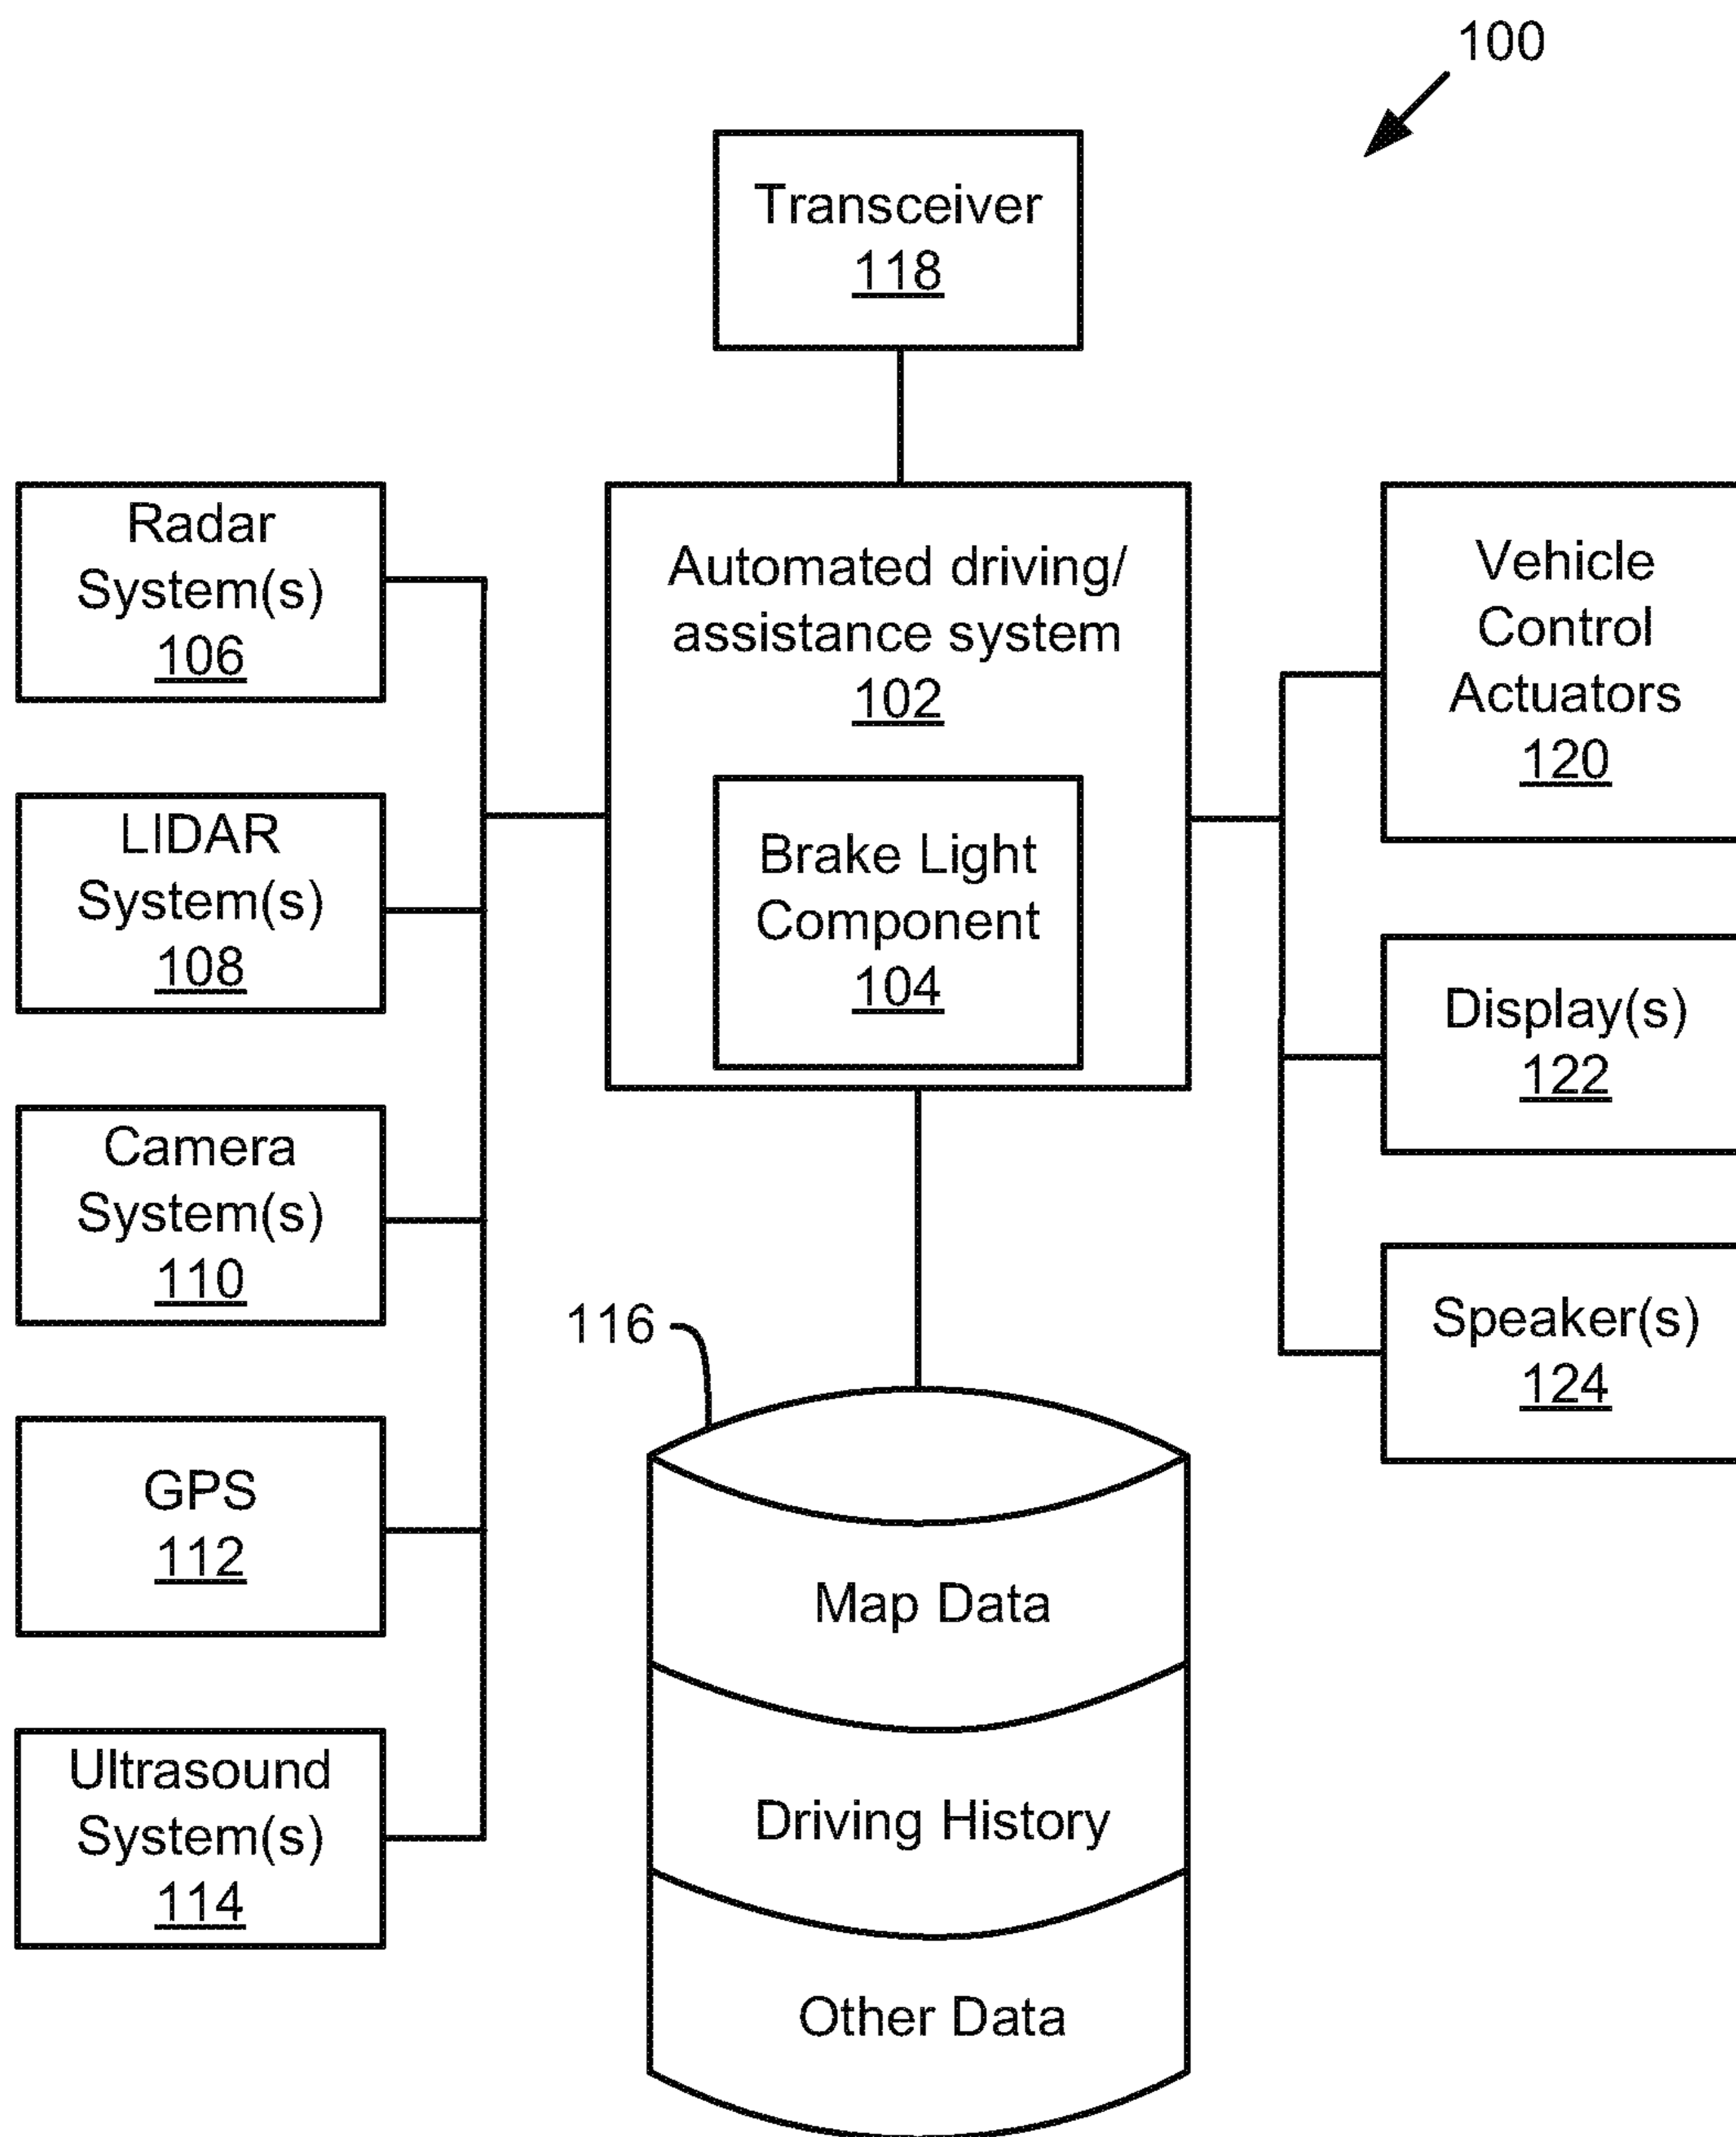 100
Transceiver
118
Radar
System(s)
106
LIDAR
System(s)
108
Camera
System(s)
110
GPS
112
Ultrasound
System(s)
114
Automated driving/
assistance system
102
Brake Light
Component
104
Vehicle
Control
Actuators
120
Display(s)
122
Speaker(s)
124
116
Map Data
Driving History
Other Data